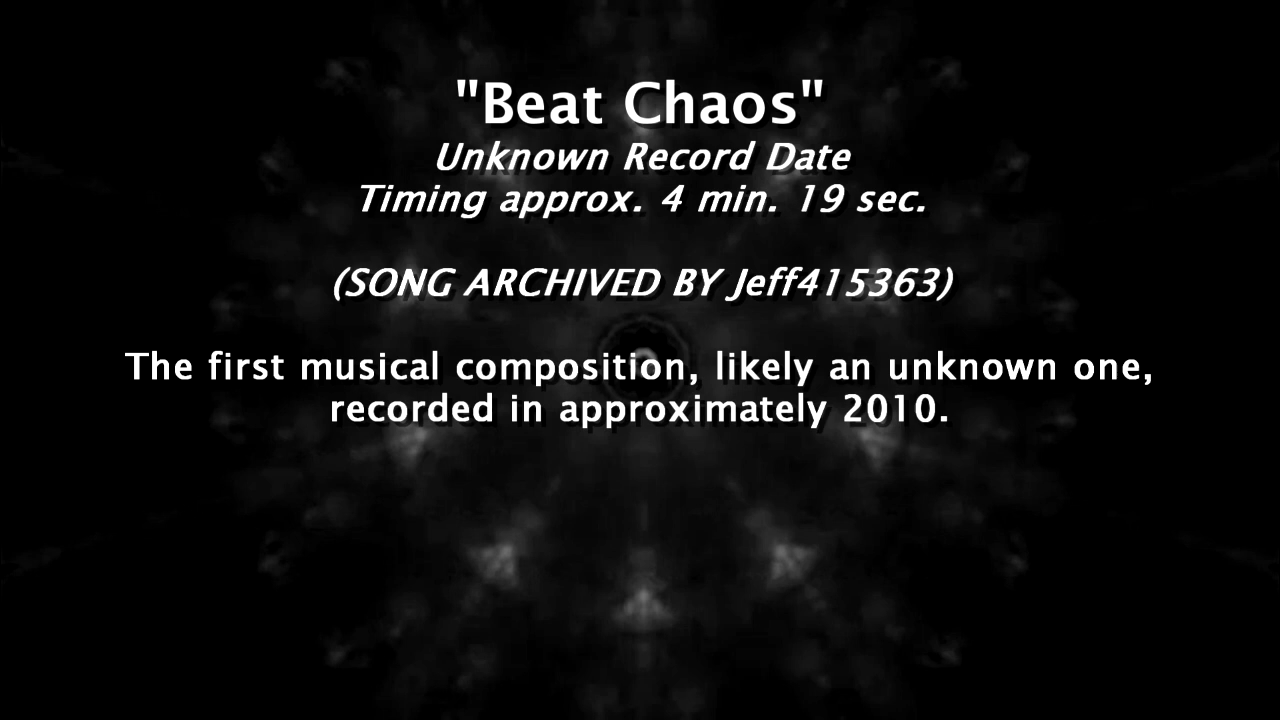 "Beat Chaos"
Unknown Record Date
Timing approx. 4 min. 19 sec.
(SONG ARCHIVED BY Jeff415363)
The first musical composition, likely an unknown one,
recorded in approximately 2010.